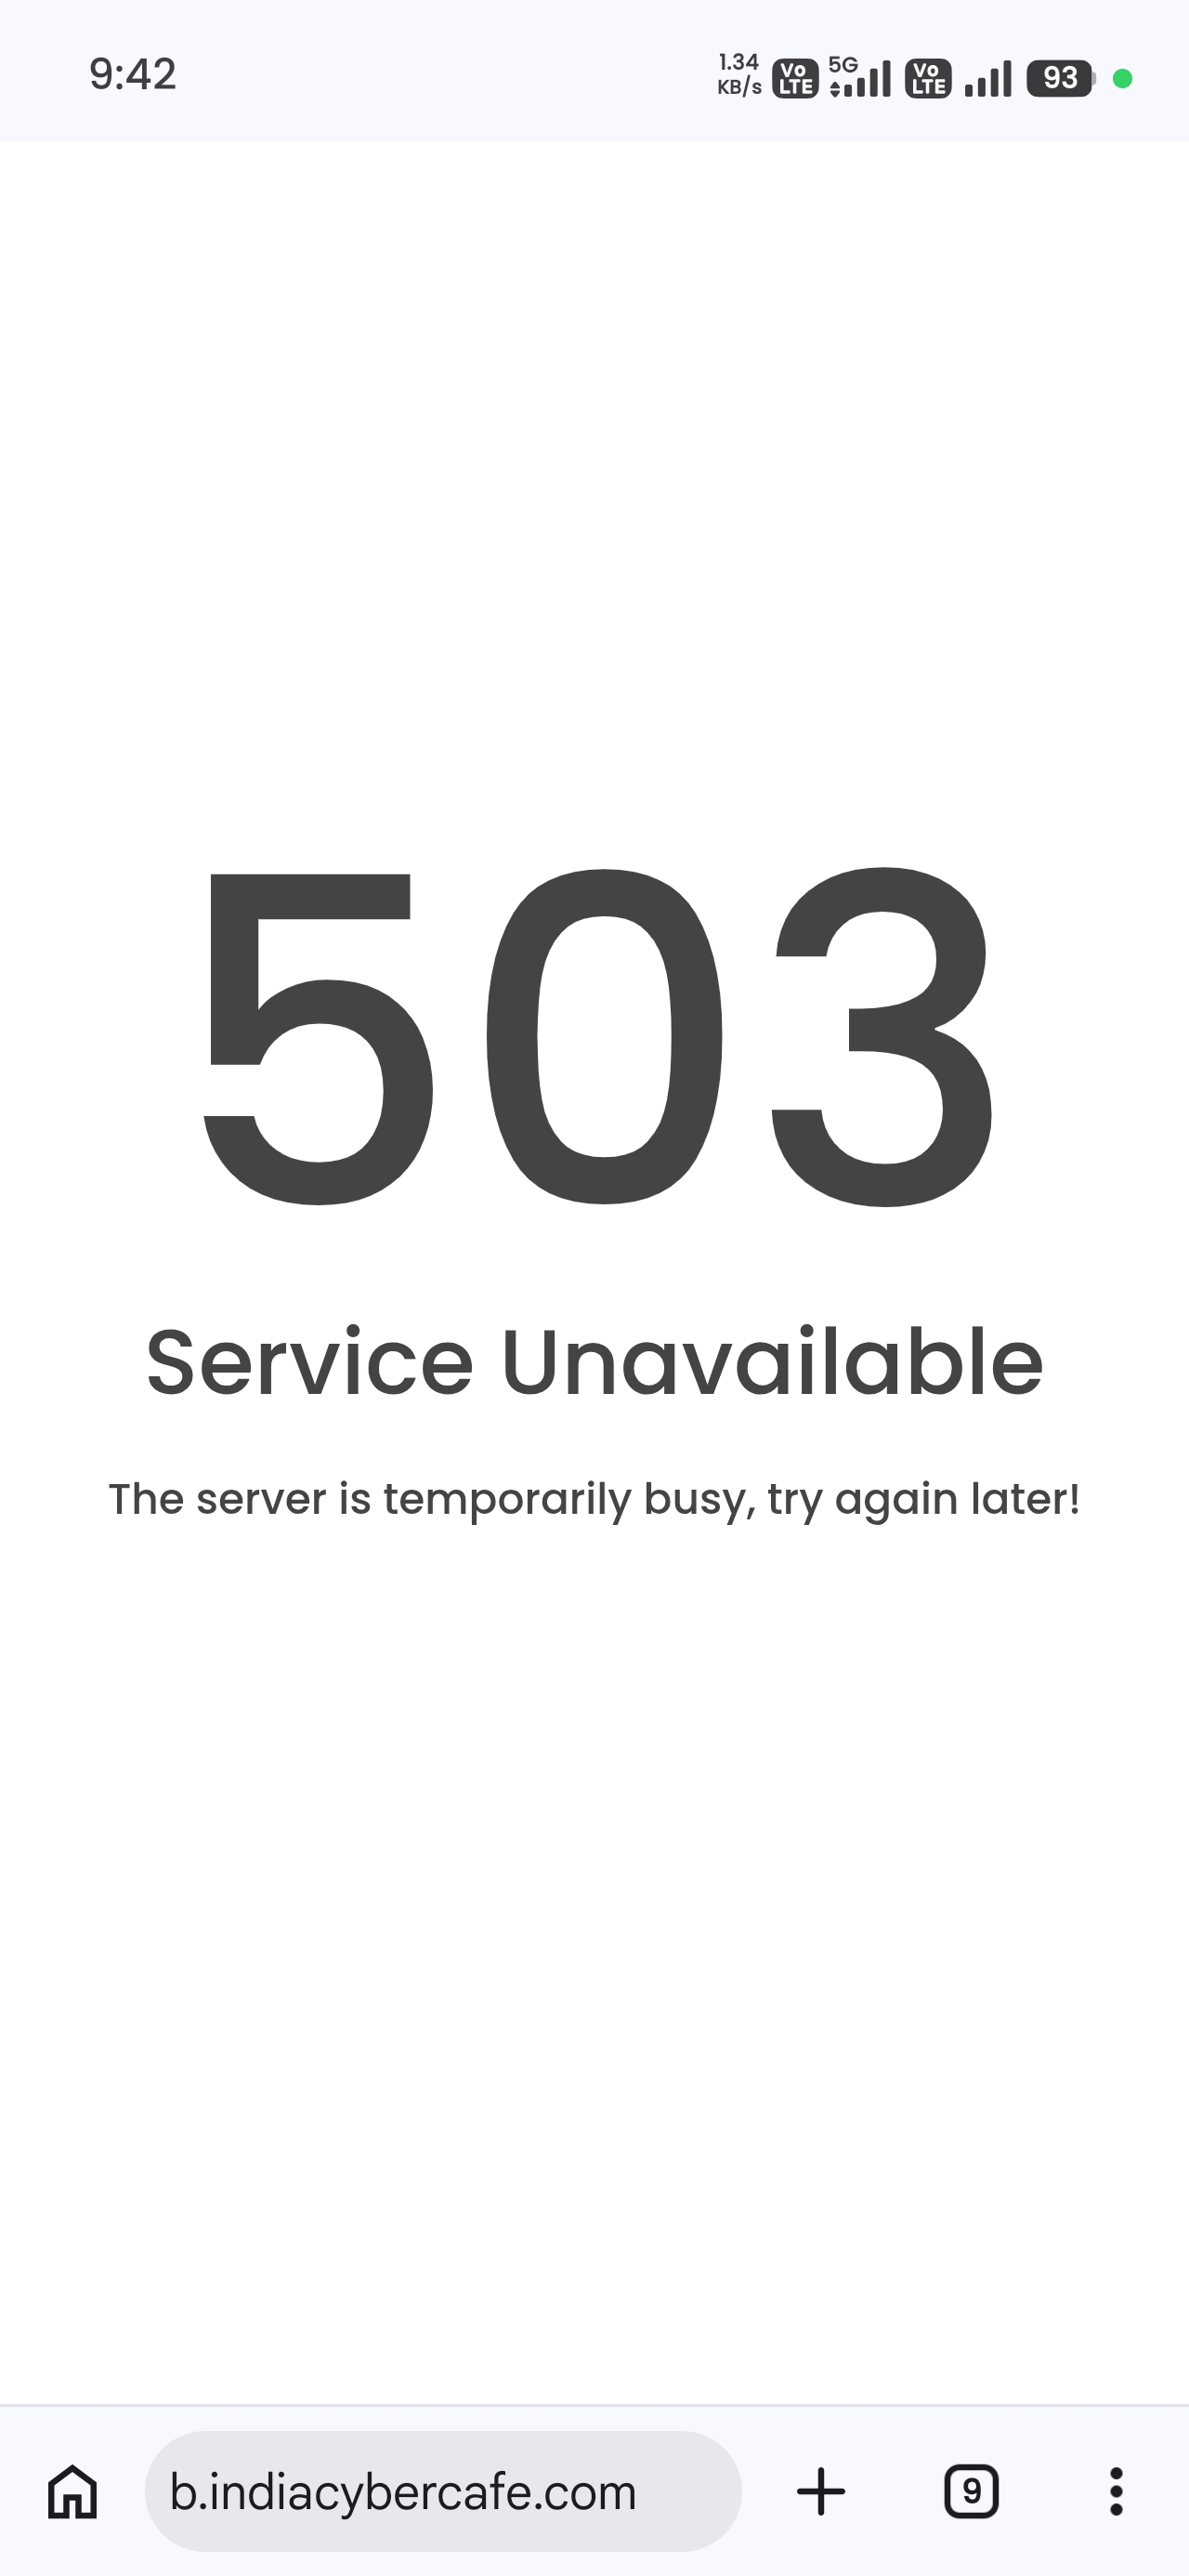 9:42
1.34
KB/s
Vo
LTE
5G
Vo
LTE
93
503
Service Unavailable
The server is temporarily busy, try again later!
b.indiacybercafe.com
9